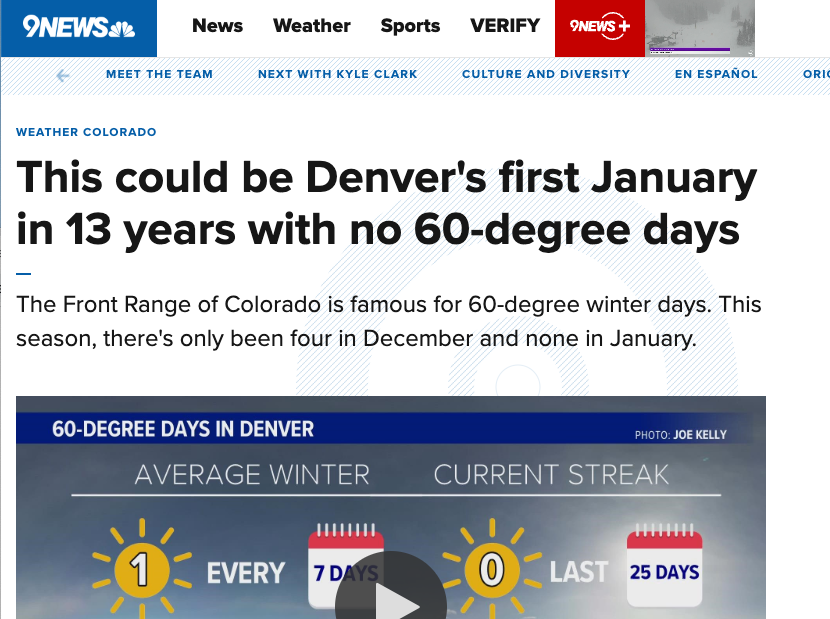 9NEWS
News Weather Sports VERIFY 9NEWS +
MEET THE TEAM NEXT WITH KYLE CLARK CULTURE AND DIVERSITY EN ESPAÑOL
WEATHER COLORADO
This could be Denver's first January
in 13 years with no 60-degree days
The Front Range of Colorado is famous for 60-degree winter days. This
season, there's only been four in December and none in January.
60-DEGREE DAYS IN DENVER
PHOTO: JOE KELLY
AVERAGE WINTER CURRENT STREAK
1 EVERY 7 DAYS 0 LAST 25 DAYS